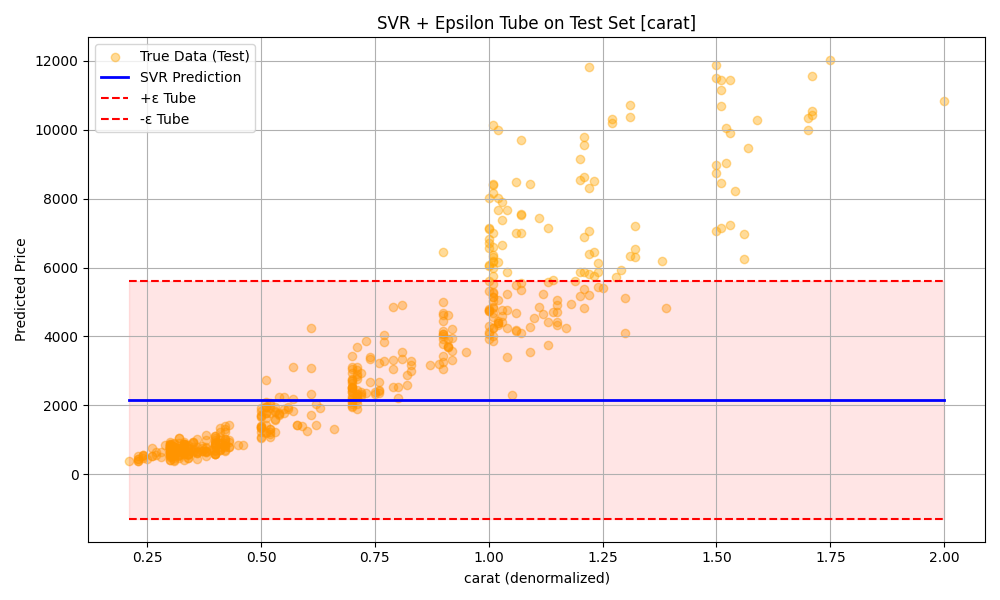 SVR + Epsilon Tube on Test Set [carat]
True Data (Test)
SVR Prediction
+ε Tube
-ε Tube
Predicted Price
12000
10000
8000
6000
4000
2000
0
0.25 0.50 0.75 1.00 1.25 1.50 1.75 2.00
carat (denormalized)